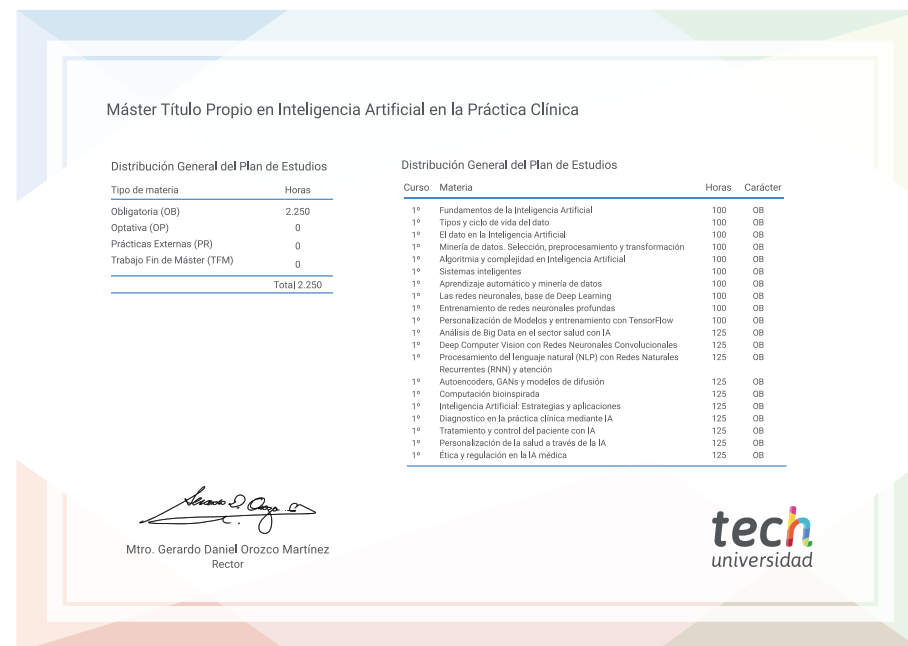 Máster Título Propio en Inteligencia Artificial en la Práctica Clínica
Distribución General del Plan de Estudios
Tipo de materia Horas
Obligatoria (OB) 2.250
Optativa (OP) 0
Prácticas Externas (PR) 0
Trabajo Fin de Máster (TFM) 0
Total 2.250
Distribución General del Plan de Estudios
Curso Materia Horas Carácter
1º Fundamentos de la Inteligencia Artificial 100 OB
1º Tipos y ciclo de vida del dato 100 OB
1º El dato en la Inteligencia Artificial 100 OB
1º Minería de datos. Selección, preprocesamiento y transformación 100 OB
1º Algoritmia y complejidad en Inteligencia Artificial 100 OB
1º Sistemas inteligentes 100 OB
1º Aprendizaje automático y minería de datos 100 OB
1º Las redes neuronales, base de Deep Learning 100 OB
1º Entrenamiento de redes neuronales profundas 100 OB
1º Personalización de Modelos y entrenamiento con TensorFlow 100 OB
1º Análisis de Big Data en el sector salud con IA 125 OB
1º Deep Computer Vision con Redes Neuronales Convolucionales 125 OB
1º Procesamiento del lenguaje natural (NLP) con Redes Naturales 125 OB
Recurrentes (RNN) y atención
1º Autoencoders, GANs y modelos de difusión 125 OB
1º Computación bioinspirada 125 OB
1º Inteligencia Artificial: Estrategias y aplicaciones 125 OB
1º Diagnostico en la práctica clínica mediante IA 125 OB
1º Tratamiento y control del paciente con IA 125 OB
1º Personalización de la salud a través de la IA 125 OB
1º Ética y regulación en la IA médica 125 OB
Mtro. Gerardo Daniel Orozco Martínez
Rector
tech
universidad